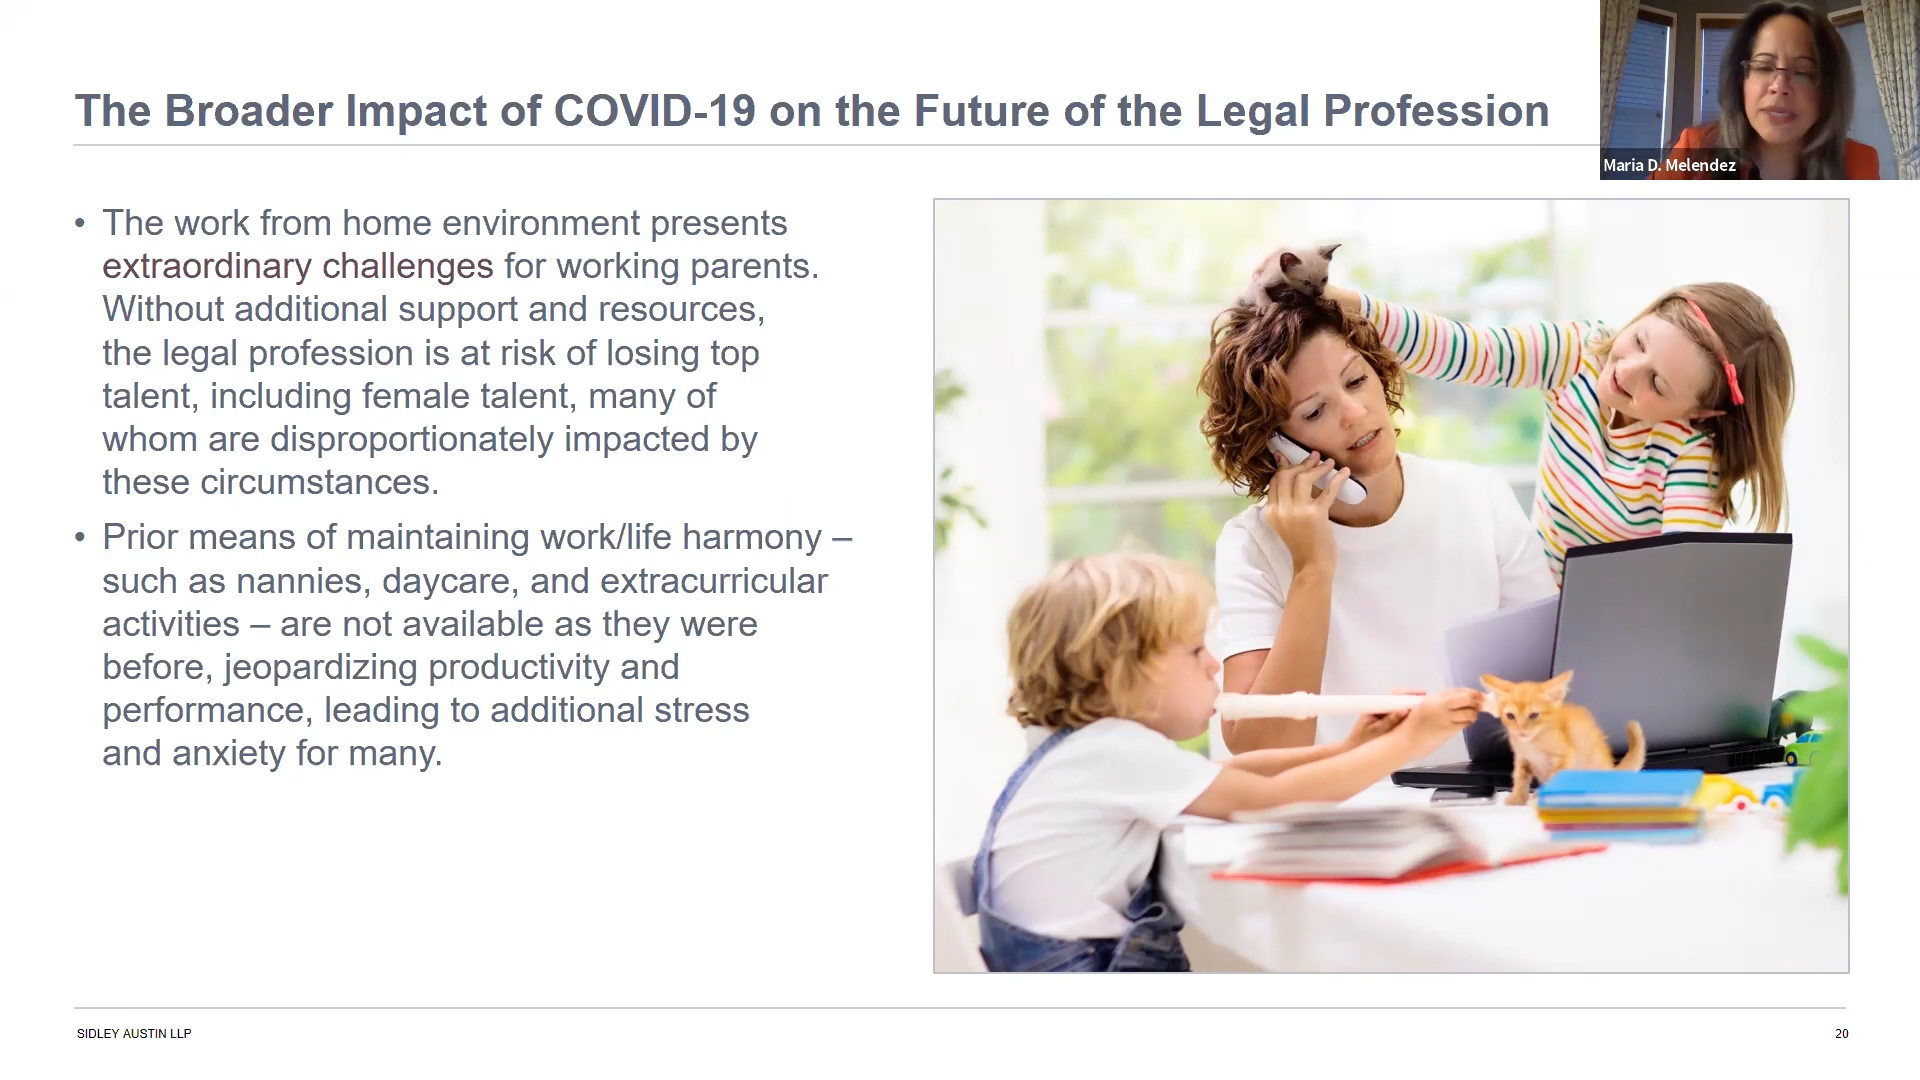 The Broader Impact of COVID-19 on the Future of the Legal Profession
Maria D. Melendez
• The work from home environment presents
extraordinary challenges for working parents.
Without additional support and resources,
the legal profession is at risk of losing top
talent, including female talent, many of
whom are disproportionately impacted by
these circumstances.
• Prior means of maintaining work/life harmony –
such as nannies, daycare, and extracurricular
activities – are not available as they were
before, jeopardizing productivity and
performance, leading to additional stress
and anxiety for many.
SIDLEY AUSTIN LLP
20